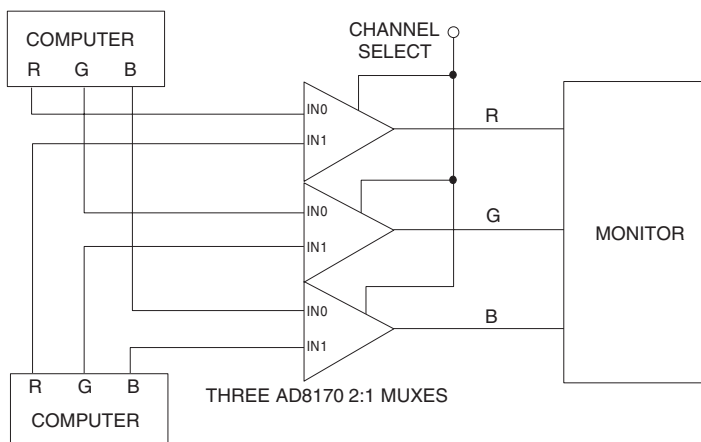 COMPUTER
R G B
CHANNEL
SELECT
IN0
IN1
R
IN0
IN1
G
IN0
IN1
B
MONITOR
R G B
COMPUTER
THREE AD8170 2:1 MUXES